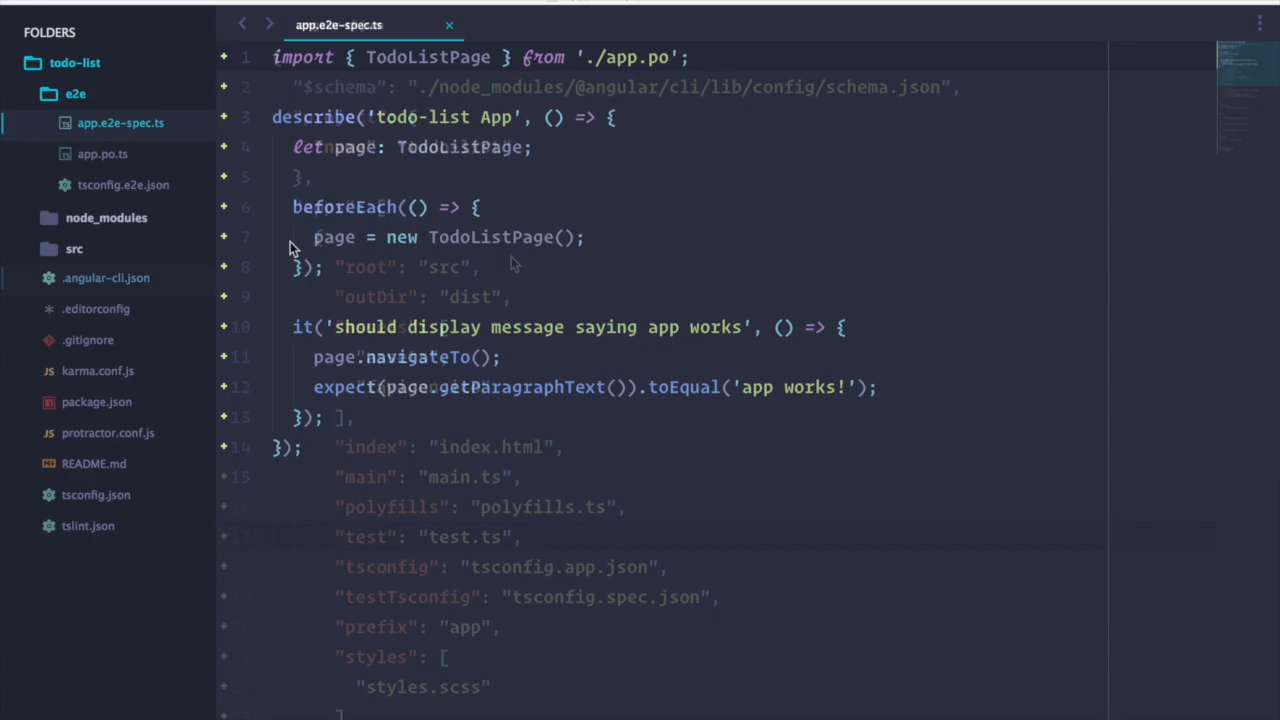 FOLDERS
todo-list
e2e
app.e2e-spec.ts
app.po.ts
tsconfig.e2e.json
node_modules
src
.angular-cli.json
.editorconfig
.gitignore
karma.conf.js
package.json
protractor.conf.js
README.md
tsconfig.json
tslint.json
app.e2e-spec.ts
1 import { TodoListPage } from './app.po';
2 "$schema": "./node_modules/@angular/cli/lib/config/schema.json",
3 describe('todo-list App', () => {
4 let page: TodoListPage;
5 },
6 beforeEach(() => {
7 page = new TodoListPage();
8 }); "root": "src",
9 "outDir": "dist",
10 it('should display message saying app works', () => {
11 page.navigateTo();
12 expect(page.getParagraphText()).toEqual('app works!');
13 }); ],
14 }); "index": "index.html",
15 "main": "main.ts",
"polyfills": "polyfills.ts",
17 "test": "test.ts",
"tsconfig": "tsconfig.app.json",
"testTsconfig": "tsconfig.spec.json",
"prefix": "app",
"styles": [
"styles.scss"
]